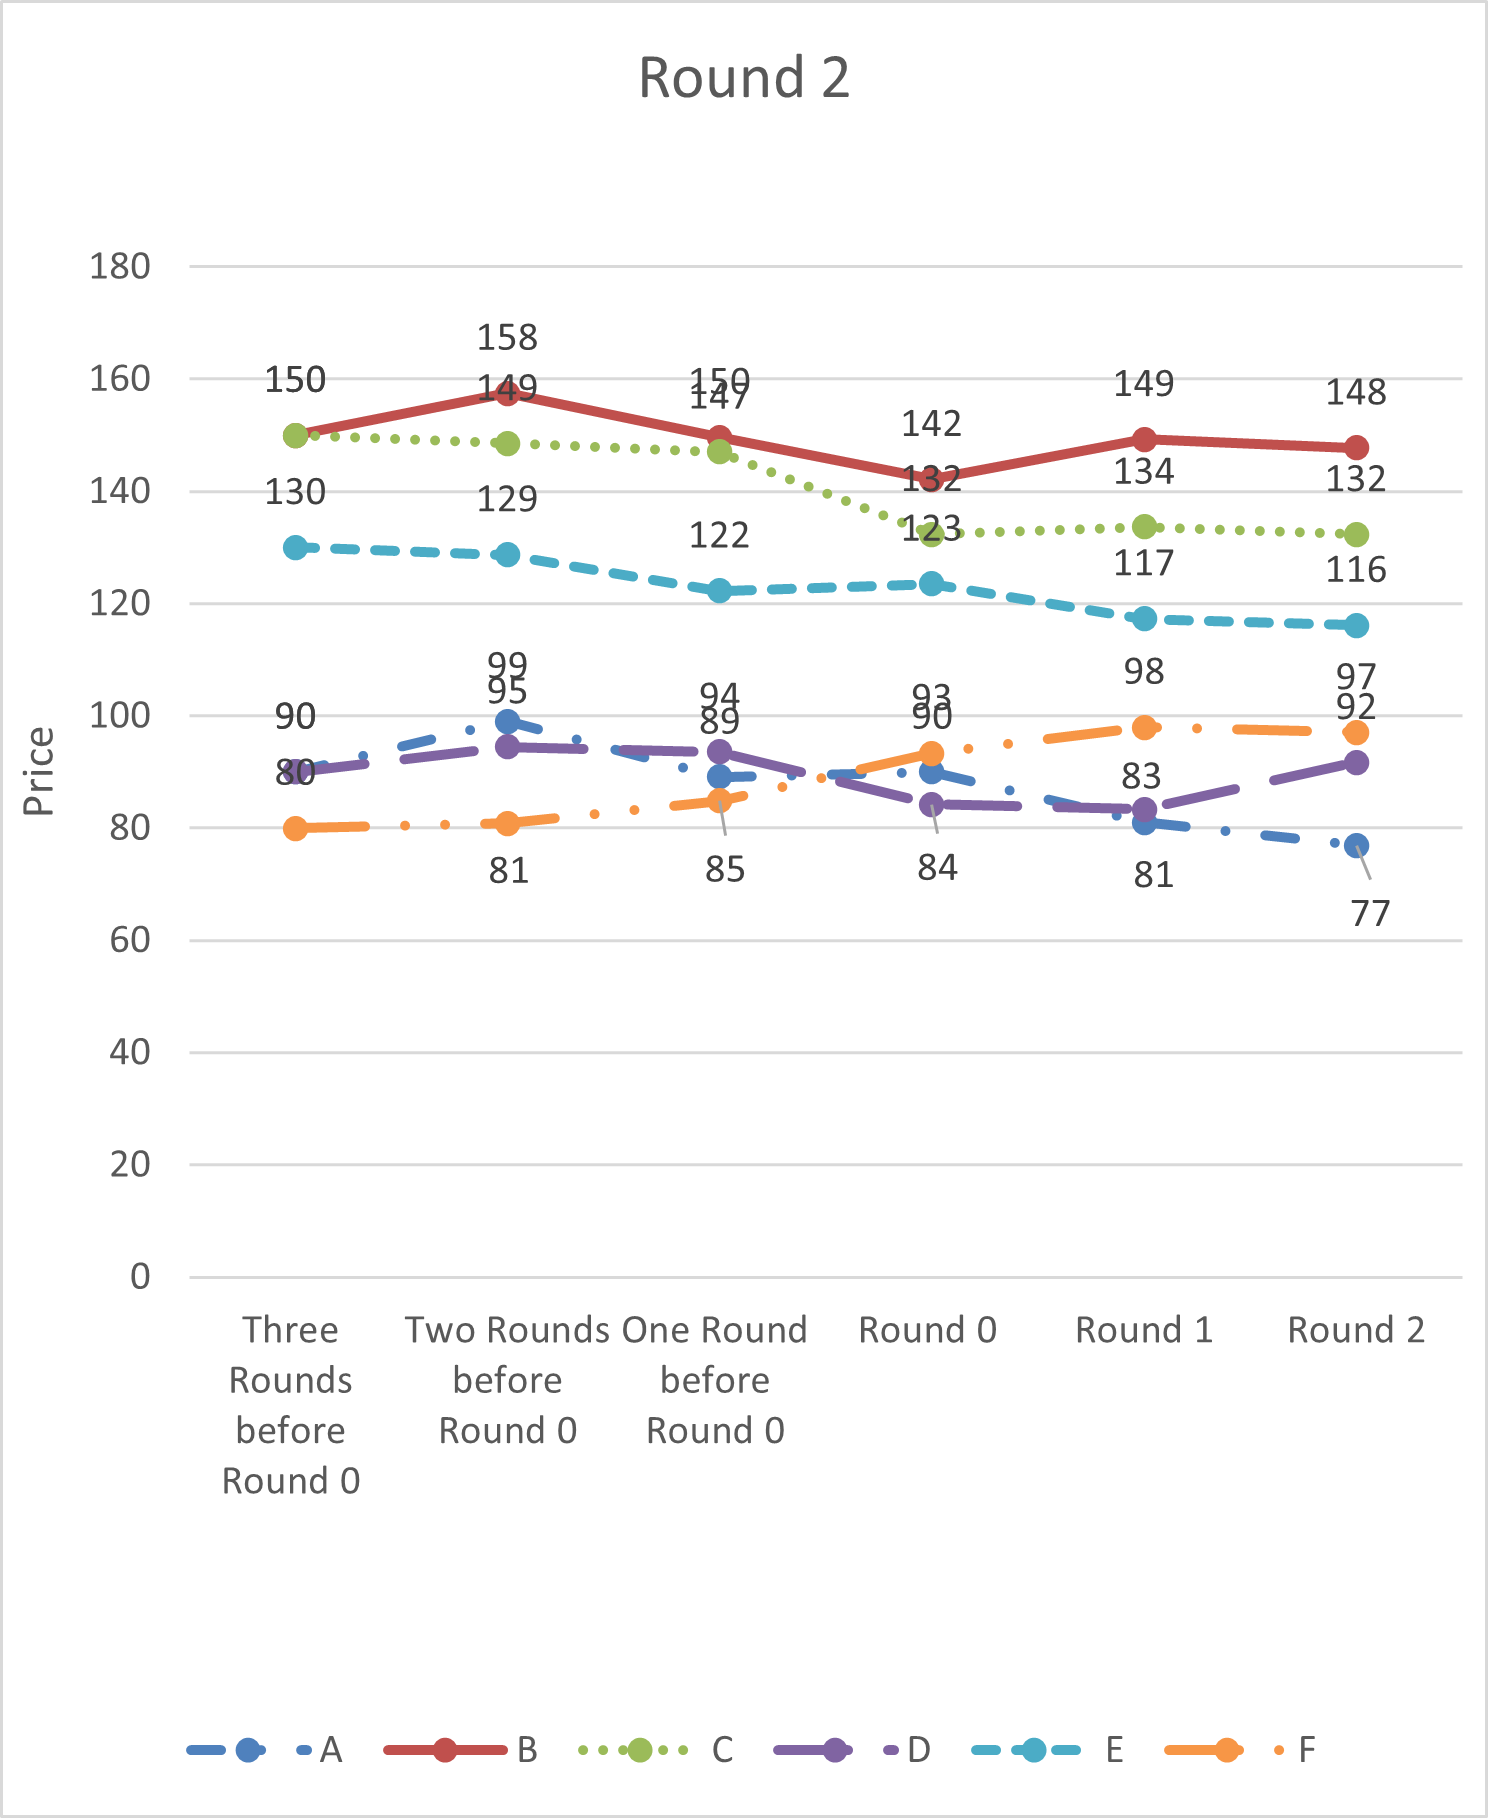 Round 2
180
160
140
120
100
80
60
40
20
0
Price
158
150 149 150 149 148
147
142
130 129 122 132 134 132
123 117 116
99 98 97
90 95 94 93 92
89 90
80 83
81 85 84 81
77
Three Two Rounds One Round Round 0 Round 1 Round 2
Rounds before before
before Round 0 Round 0
Round 0
A B C D E F